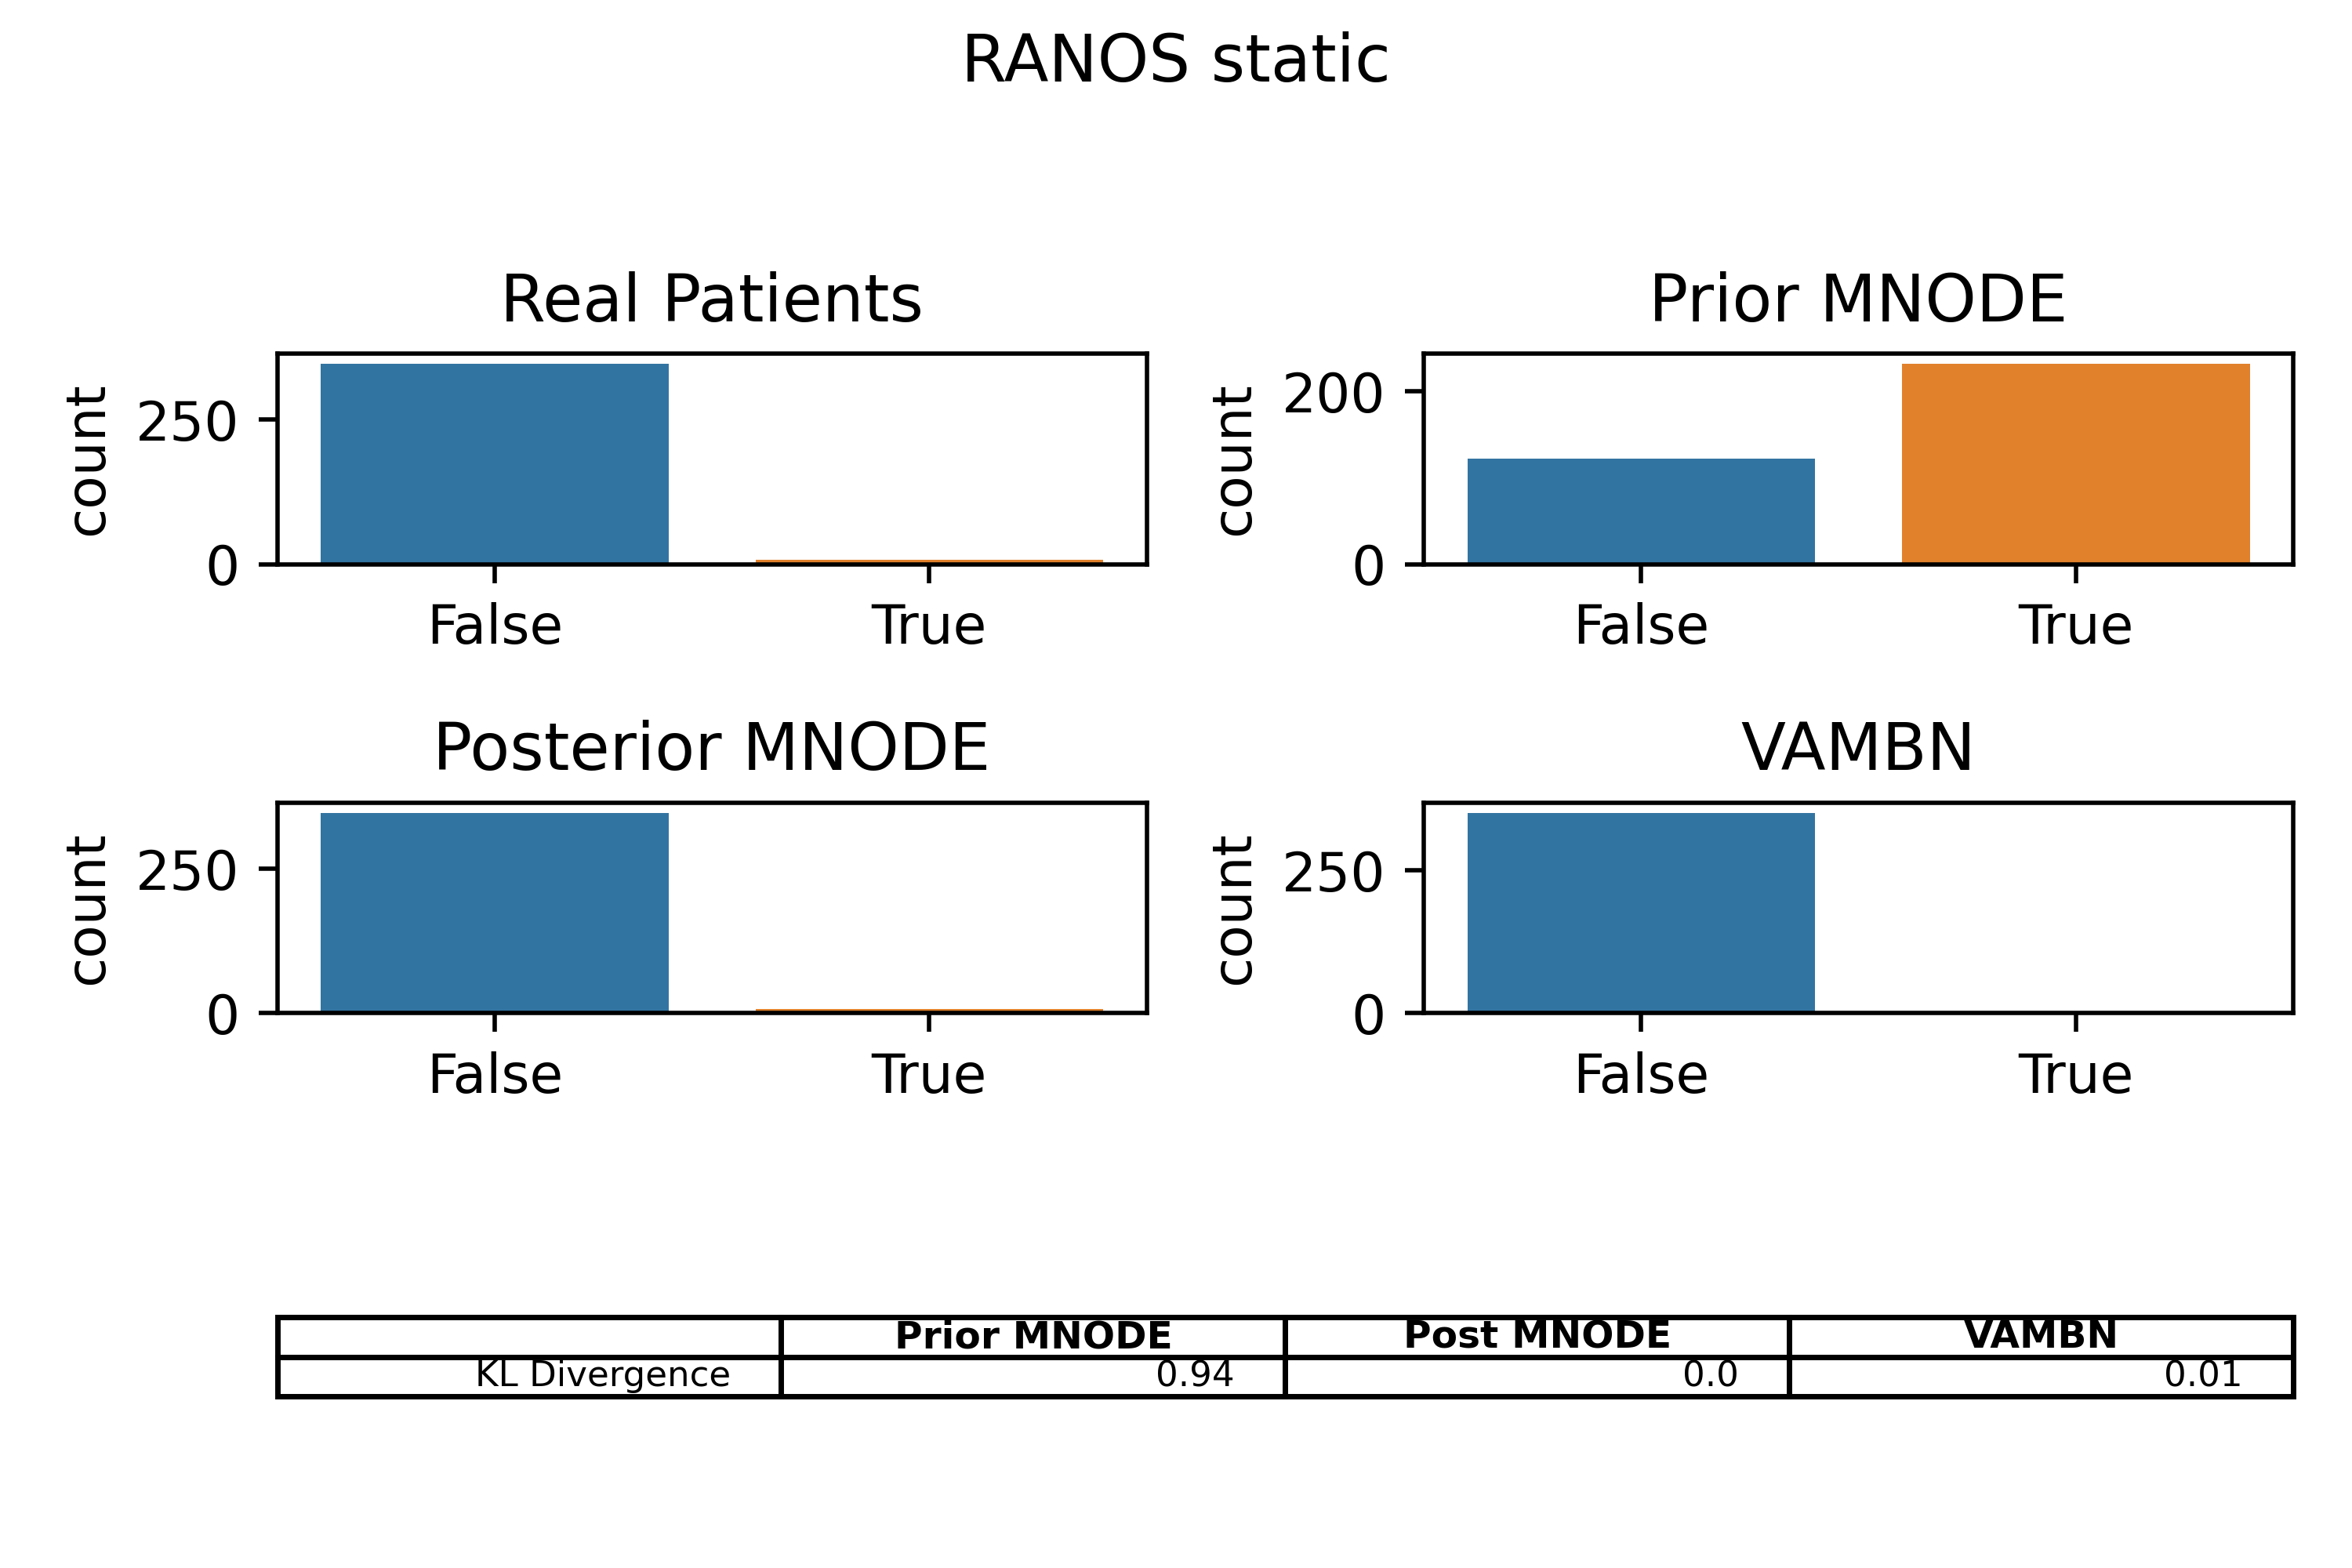 RANOS static
Real Patients
count
250
0
False True
Prior MNODE
count
200
0
False True
Posterior MNODE
count
250
0
False True
VAMBN
count
250
0
False True
Prior MNODE Post MNODE VAMBN
KL Divergence 0.94 0.0 0.01